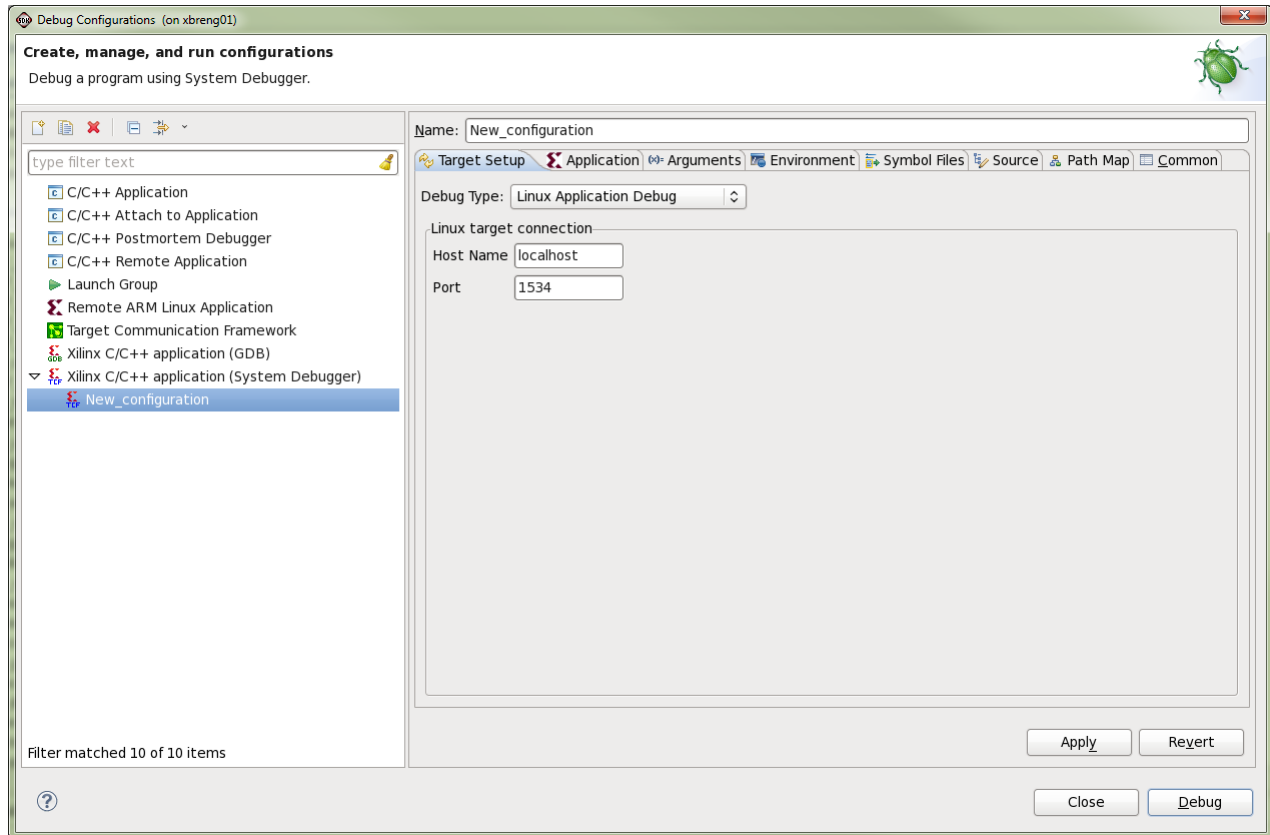 Debug Configurations (on xbreng01)
Create, manage, and run configurations
Debug a program using System Debugger.
type filter text
C/C++ Application
C/C++ Attach to Application
C/C++ Postmortem Debugger
C/C++ Remote Application
Launch Group
Remote ARM Linux Application
Target Communication Framework
Xilinx C/C++ application (GDB)
Xilinx C/C++ application (System Debugger)
New_configuration
Filter matched 10 of 10 items
Name: New_configuration
Target Setup Application Arguments Environment Symbol Files Source Path Map Common
Debug Type: Linux Application Debug
Linux target connection
Host Name localhost
Port 1534
Apply Revert
Close Debug